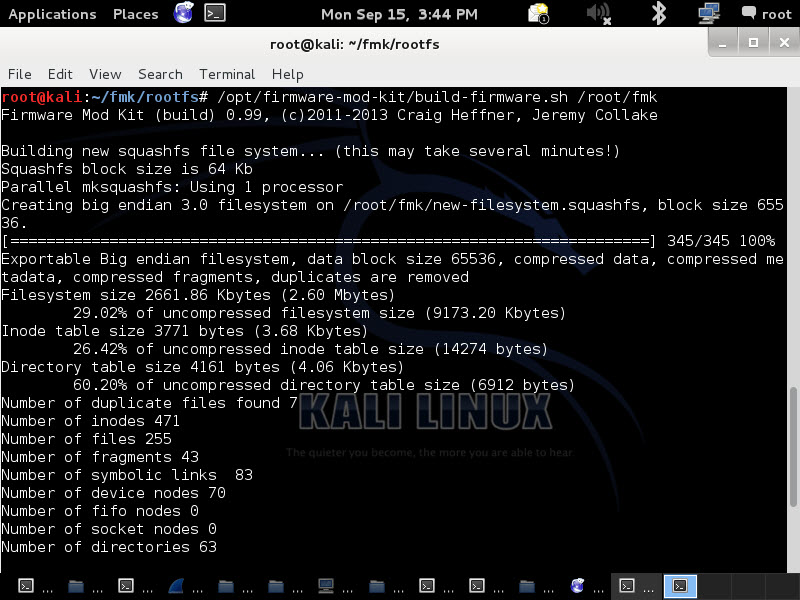 Applications Places Mon Sep 15, 3:44 PM 1 root
root@kali: ~/fmk/rootfs
File Edit View Search Terminal Help
root@kali:~/fmk/rootfs# /opt/firmware-mod-kit/build-firmware.sh /root/fmk
Firmware Mod Kit (build) 0.99, (c)2011-2013 Craig Heffner, Jeremy Collake
Building new squashfs file system... (this may take several minutes!)
Squashfs block size is 64 Kb
Parallel mksquashfs: Using 1 processor
Creating big endian 3.0 filesystem on /root/fmk/new-filesystem.squashfs, block size 655
36.
[=======================================================================] 345/345 100%
Exportable Big endian filesystem, data block size 65536, compressed data, compressed me
tadata, compressed fragments, duplicates are removed
Filesystem size 2661.86 Kbytes (2.60 Mbytes)
29.02% of uncompressed filesystem size (9173.20 Kbytes)
Inode table size 3771 bytes (3.68 Kbytes)
26.42% of uncompressed inode table size (14274 bytes)
Directory table size 4161 bytes (4.06 Kbytes)
60.20% of uncompressed directory table size (6912 bytes)
Number of duplicate files found 7
KALI LINUX
Number of inodes 471
Number of files 255
Number of fragments 43
The quieter you become, the more you are able to hear.
Number of symbolic links  83
Number of device nodes 70
Number of fifo nodes 0
Number of socket nodes 0
Number of directories 63
... ... ... ... ... ... ... ... ... ... ... ... ...